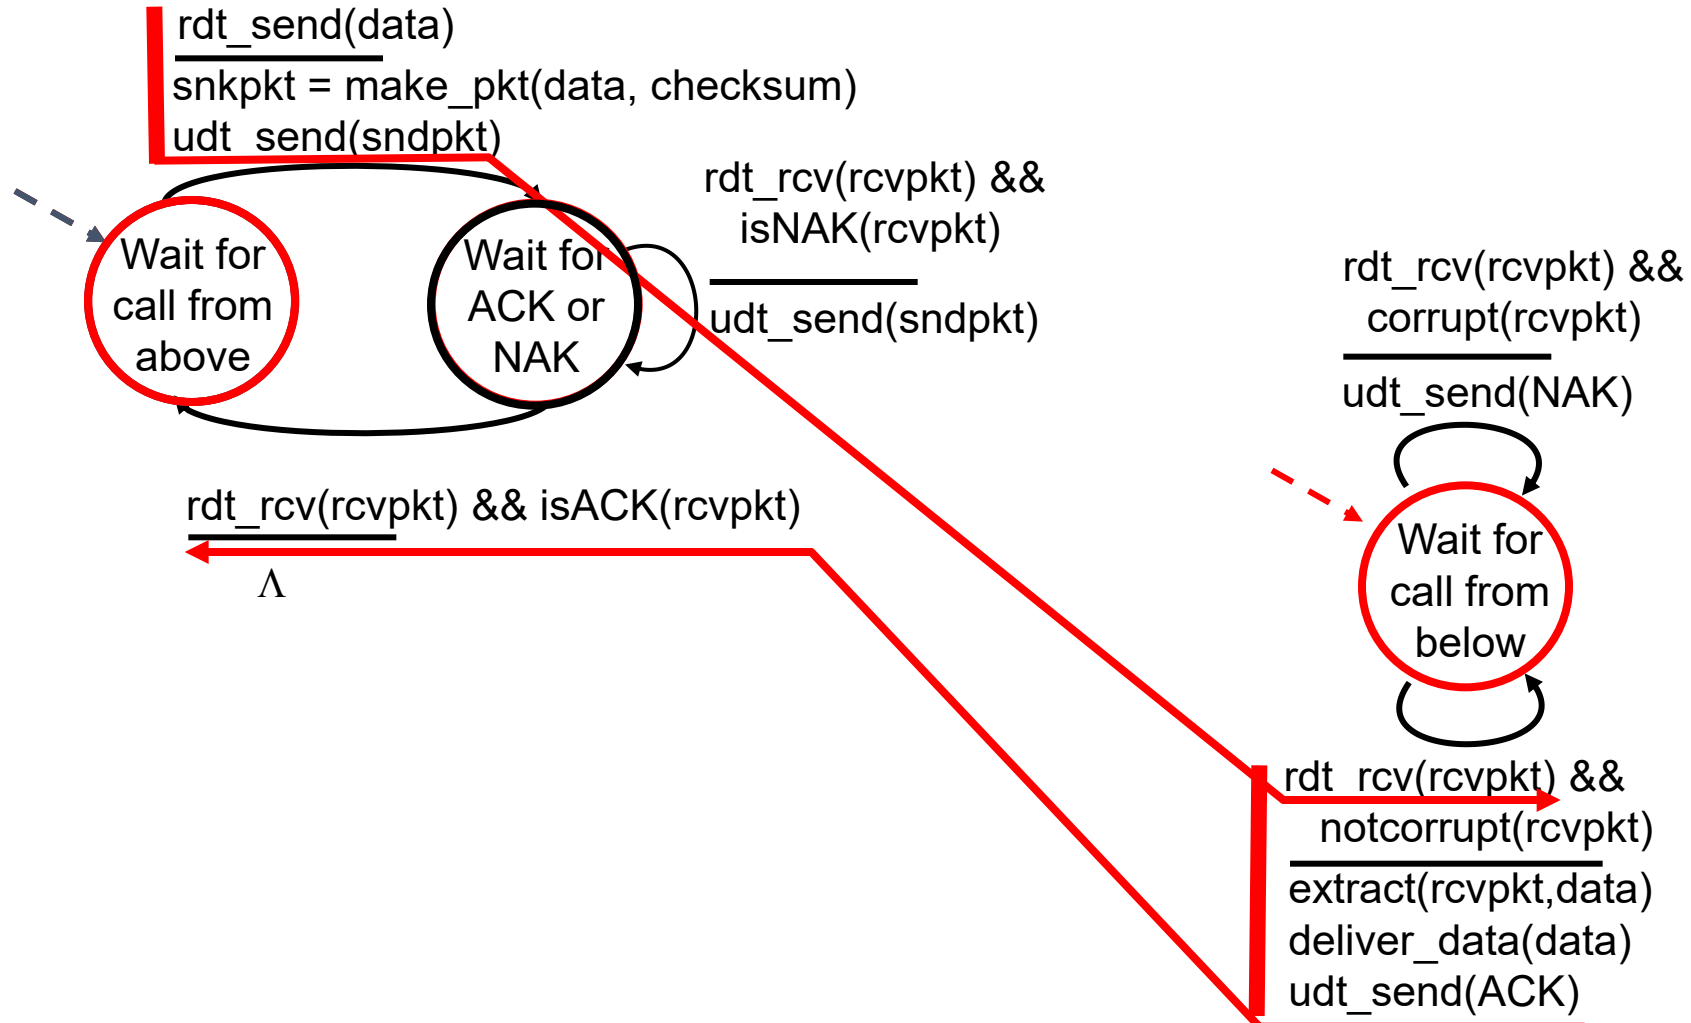 rdt_send(data)
snkpkt = make_pkt(data, checksum)
udt_send(sndpkt)
Wait for
call from
above
Wait for
ACK or
NAK
rdt_rcv(rcvpkt) &&
isNAK(rcvpkt)
udt_send(sndpkt)
rdt_rcv(rcvpkt) && isACK(rcvpkt)
Λ
rdt_rcv(rcvpkt) &&
corrupt(rcvpkt)
udt_send(NAK)
Wait for
call from
below
rdt_rcv(rcvpkt) &&
notcorrupt(rcvpkt)
extract(rcvpkt,data)
deliver_data(data)
udt_send(ACK)